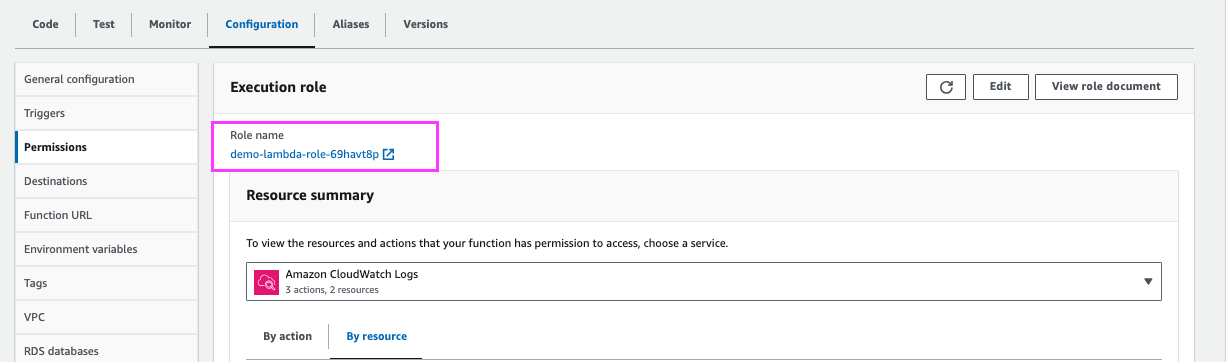 Code Test Monitor Configuration Aliases Versions
General configuration
Triggers
Permissions
Destinations
Function URL
Environment variables
Tags
VPC
RDS databases
Execution role
Edit View role document
Role name
demo-lambda-role-69havt8p
Resource summary
To view the resources and actions that your function has permission to access, choose a service.
Amazon CloudWatch Logs
3 actions, 2 resources
By action By resource